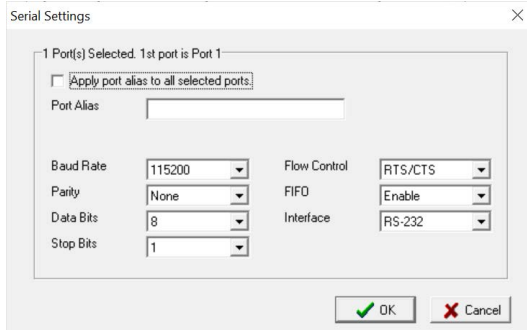 Serial Settings
1 Port(s) Selected. 1st port is Port 1
Apply port alias to all selected ports.
Port Alias
Baud Rate 115200 Flow Control RTS/CTS
Parity None FIFO Enable
Data Bits 8 Interface RS-232
Stop Bits 1
OK Cancel